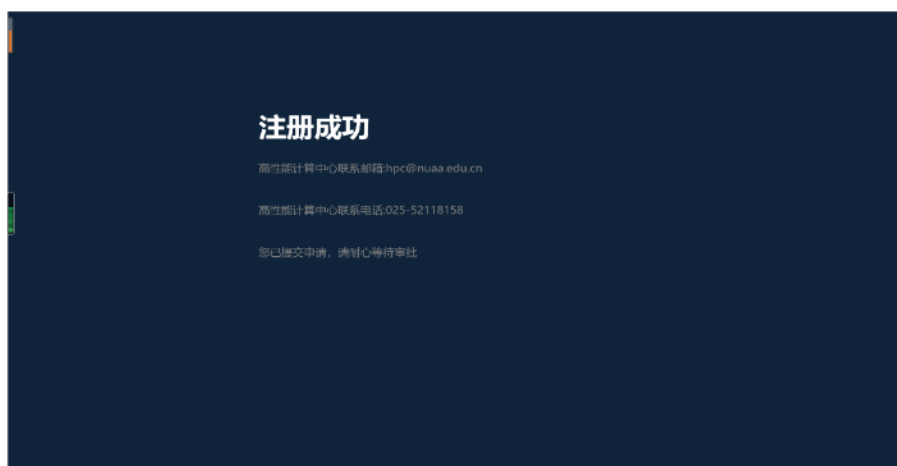 注册成功
高性能计算中心联系邮箱:hpc@nuaa.edu.cn
高性能计算中心联系电话:025-52118158
您已提交申请，请耐心等待审批